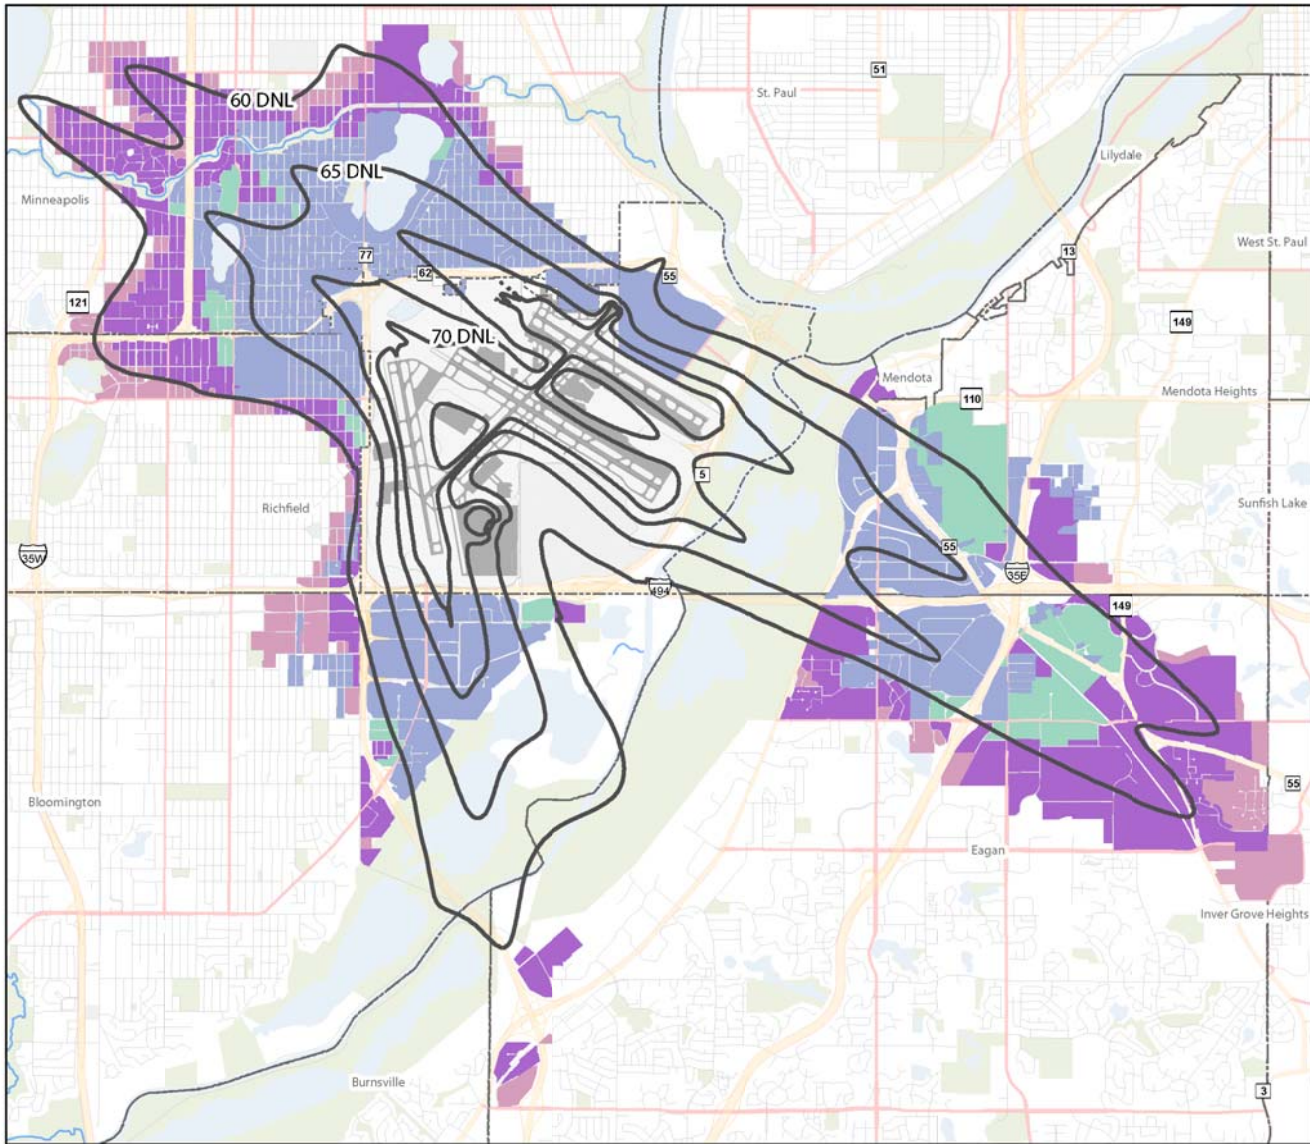 51
60 DNL
St. Paul
Lilydale
65 DNL
Minneapolis
West St. Paul
13
77
62
55
121
149
70 DNL
Mendota
Mendota Heights
110
5
Richfield
Sunfish Lake
55
35W
35E
494
149
55
Bloomington
Eagan
Inver Grove Heights
Burnsville
3